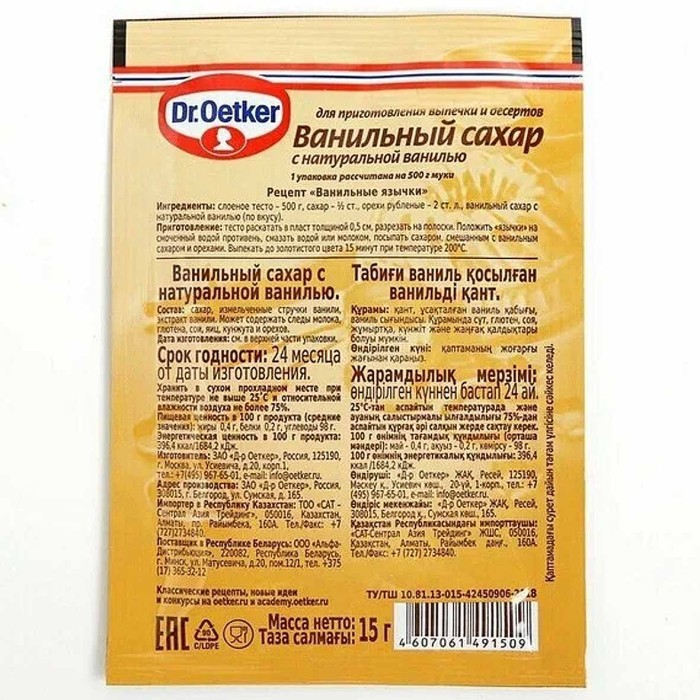 Dr.Oetker
для приготовления выпечки и десертов
Ванильный сахар
с натуральной ванилью
1 упаковка рассчитана на 500 г муки
Рецепт «Ванильные язычки»
Ингредиенты: слоеное тесто - 500 г, сахар - ½ ст., орехи рубленые - 2 ст. л., ванильный сахар с
натуральной ванилью (по вкусу).
Приготовление: тесто раскатать в пласт толщиной 0,5 см, разрезать на полоски. Положить «язычки» на
смоченный водой противень, смазать водой или молоком, посыпать сахаром, смешанным с ванильным
сахаром и орехами. Выпекать до золотистого цвета 15 минут при температуре 200°С.
Ванильный сахар с
натуральной ванилью.
Состав: сахар, измельченные стручки ванили,
экстракт ванили. Может содержать следы молока,
глютена, сои, яиц, кунжута и орехов.
Дата изготовления: см. в верхней части упаковки.
Срок годности: 24 месяца
от даты изготовления.
Хранить в сухом прохладном месте при
температуре не выше 25°С и относительной
влажности воздуха не более 75%.
Пищевая ценность в 100 г продукта (средние
значения): жиры 0,4 г, белки 0,2 г, углеводы 98 г.
Энергетическая ценность в 100 г продукта:
396,4 ккал/1684,2 кДж.
Изготовитель: ЗАО «Д-р Оеткер», Россия, 125190,
г. Москва, ул. Усиевича, д.20, корп.1,
тел.:+7(495) 967-65-01, e-mail: info@oetker.ru
Адрес производства: ЗАО «Д-р Оеткер», Россия,
308015, г. Белгород, ул. Сумская, д. 165.
Импортер в Республику Казахстан: ТОО «САТ -
Сентрал Азия Трейдинг», 050016, Казахстан,
Алматы, пр. Райымбека, 160А. Тел./Факс: +7
(727)2734840.
Поставщик в Республику Беларусь: ООО «Альфа-
Дистрибьюция», 220082, Республика Беларусь,
г. Минск, ул. Матусевича, д.20, пом.12/1, тел. +375
(17) 365-32-12
Классические рецепты, новые идеи
и конкурсы на oetker.ru и academy.oetker.ru
Табиғи ваниль қосылған
ванильді қант.
Құрамы: қант, ұсақталған ваниль қабығы,
ваниль сығындысы. Құрамында сүт, глютен, соя,
жұмыртқа, күнжіт және жаңғақ қалдықтары
болуы мүмкін.
Өндірілген күні: қаптаманың жоғарғы
жағынан қараңыз.
Жарамдылық мерзімі:
өндірілген күннен бастап 24 ай.
25°С-тан аспайтын температурада және
ауаның салыстырмалы ылғалдылығы 75%-дан
аспайтын құрғақ әрі салқын жерде сақтау керек.
100 г өнімнің тағамдық құндылығы (орташа
мәндері): май - 0,4 г, ақуыз - 0,2 г, көмірсу - 98 г.
100 г өнімнің энергетикалық құндылығы: 396,4
ккал /1684,2 кДж.
Өндіруші: «Д-р Оеткер» ЖАҚ, Ресей, 125190,
Мәскеу қ., Усиевич көш., 20-үй, 1-корп., тел.:+7
(495) 967-65-01, e-mail: info@oetker.ru
Өндіріс мекенжайы: «Д-р Оеткер» ЖАҚ, Ресей,
308015, Белгород қ., Сумская көш. 165.
Қазақстан Республикасындағы импорттаушы:
«САТ-Сентрал Азия Трейдинг» ЖШС, 050016,
Қазақстан, Алматы, Райымбек даңғ., 160А.
Тел./Факс: +7 (727) 2734840.
Қаптамадағы сурет дайын тағам үлгісіне сәйкес келеді.
ТУ/ТШ 10.81.13-015-42450906-2018
ЕАС
90
C/LDPE
Масса нетто:
Таза салмағы: 15 г
4 607061 491509